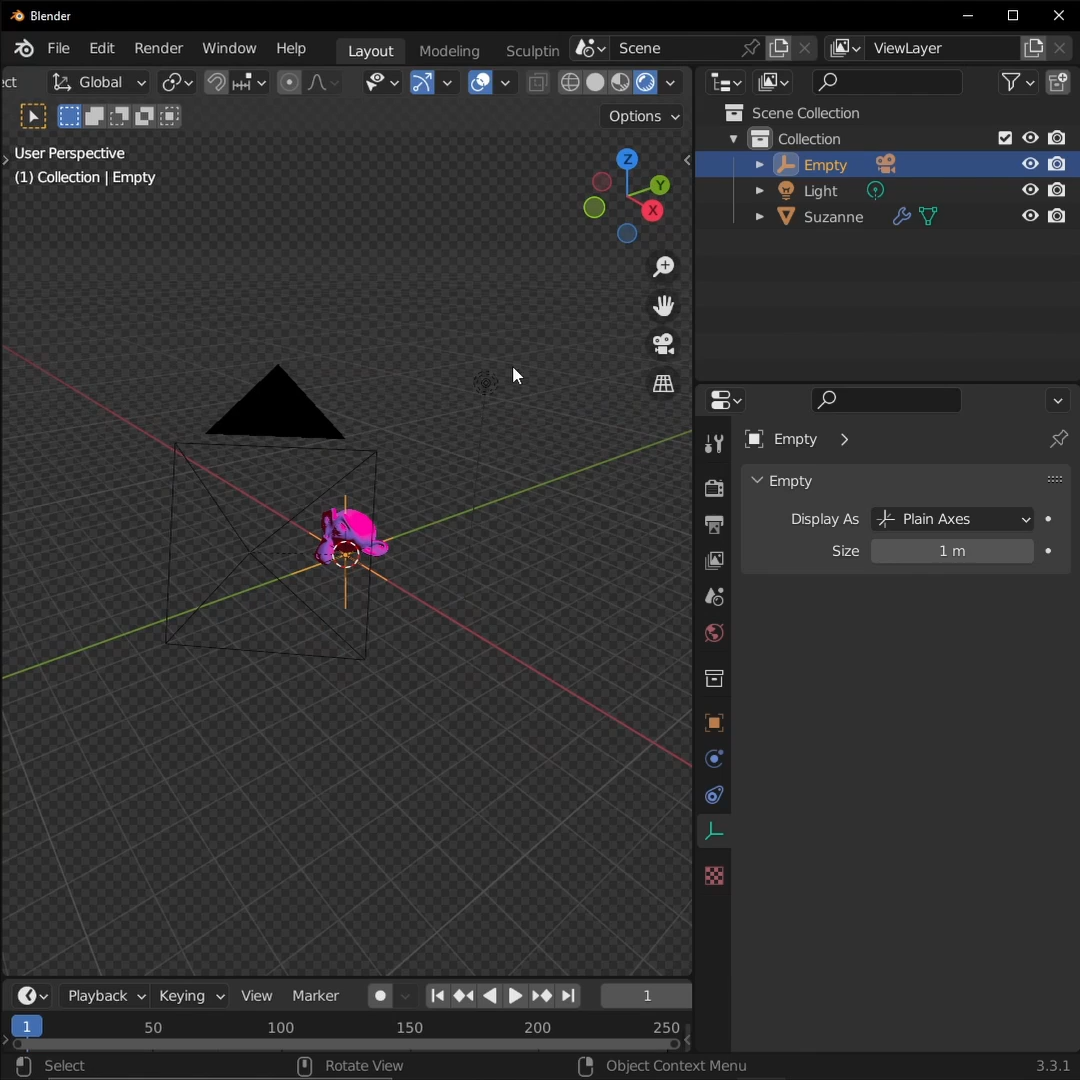 Blender
File Edit Render Window Help Layout Modeling Sculptin Scene ViewLayer
ect Global
Options
User Perspective
(1) Collection | Empty
Z
Y
X
Scene Collection
Collection
Empty
Light
Suzanne
Empty
Empty
Display As Plain Axes
Size 1 m
Playback Keying View Marker 1
1 50 100 150 200 250
Select Rotate View Object Context Menu 3.3.1